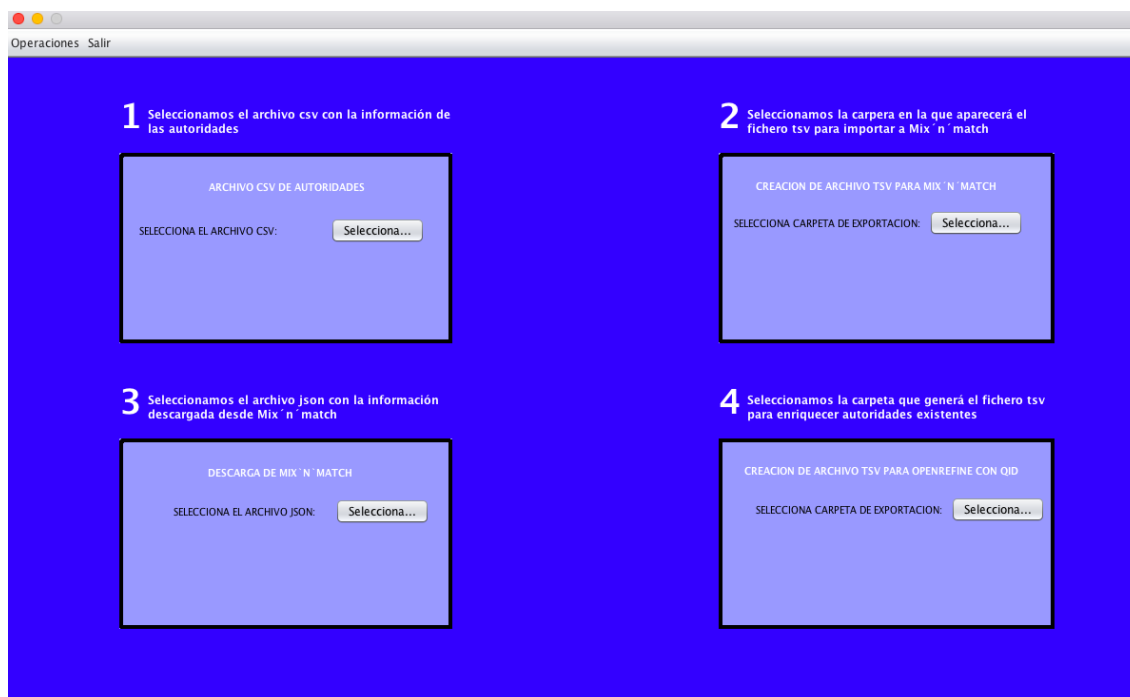 Operaciones Salir
1 Seleccionamos el archivo csv con la información de
las autoridades
ARCHIVO CSV DE AUTORIDADES
SELECCIONA EL ARCHIVO CSV: Selecciona...
2 Seleccionamos la carpera en la que aparecerá el
fichero tsv para importar a Mix´n´match
CREACION DE ARCHIVO TSV PARA MIX´N´MATCH
SELECCIONA CARPETA DE EXPORTACION: Selecciona...
3 Seleccionamos el archivo json con la información
descargada desde Mix´n´match
DESCARGA DE MIX`N`MATCH
SELECCIONA EL ARCHIVO JSON: Selecciona...
4 Seleccionamos la carpeta que generá el fichero tsv
para enriquecer autoridades existentes
CREACION DE ARCHIVO TSV PARA OPENREFINE CON QID
SELECCIONA CARPETA DE EXPORTACION: Selecciona...